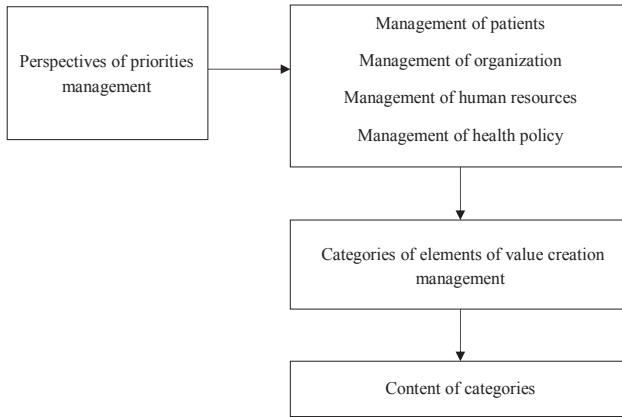 Perspectives of priorities
management
Management of patients
Management of organization
Management of human resources
Management of health policy
Categories of elements of value creation
management
Content of categories